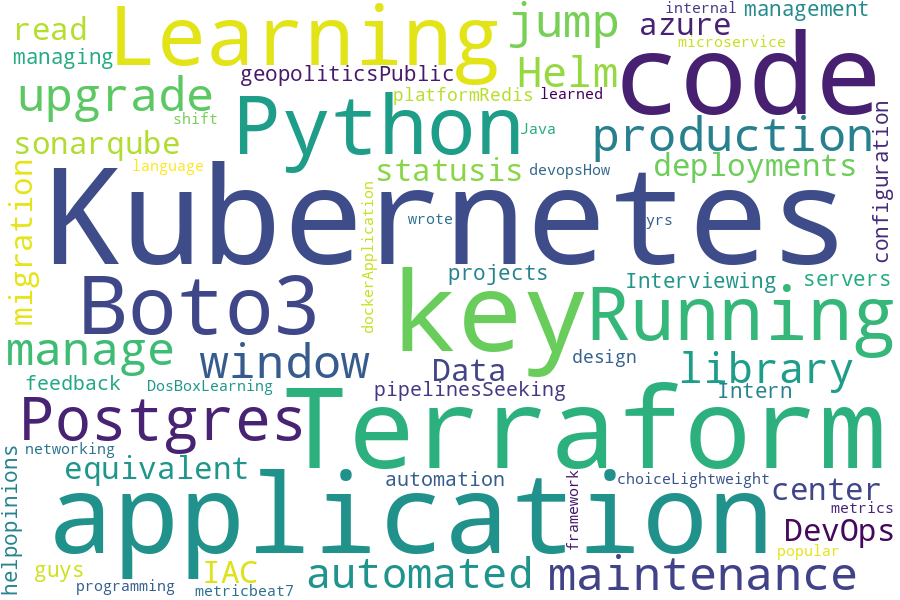 internal
management
read
Learning
jump
azure
microservice
managing
geopoliticsPublic
Helm
code
upgrade
platformRedis
learned
shift
Python
Java
production
configuration
sonarqube
language
statusis
devopsHow
deployments
migration
Kubernetes
dockerApplication
wrote
yrs
Boto3
key
projects
Interviewing
servers
Running
manage
window
Data
design
library
feedback
DosBoxLearning
pipelinesSeeking
Intern
Postgres
Terraform
networking
helpopinions
equivalent
application
automation
framework
choiceLightweight
center
metrics
DevOps
popular
guys
IAC
automated
maintenance
programming
metricbeat7